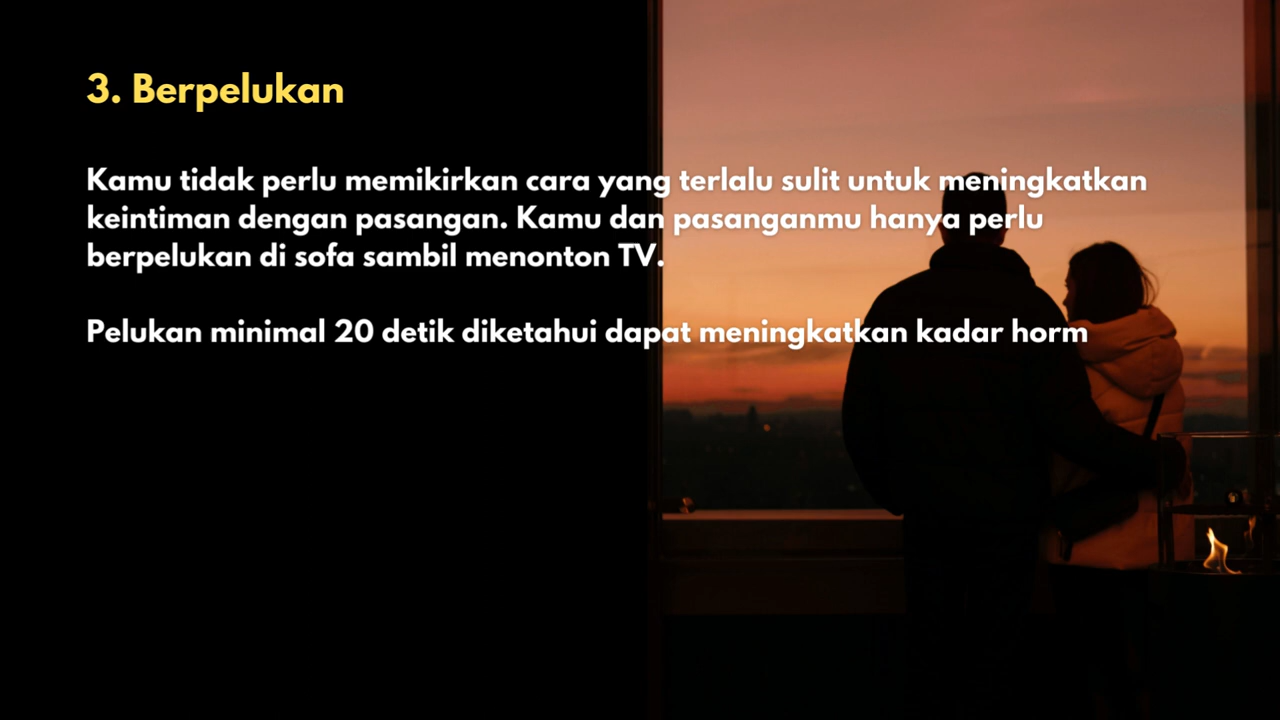 3. Berpelukan
Kamu tidak perlu memikirkan cara yang terlalu sulit untuk meningkatkan
keintiman dengan pasangan. Kamu dan pasanganmu hanya perlu
berpelukan di sofa sambil menonton TV.
Pelukan minimal 20 detik diketahui dapat meningkatkan kadar horm